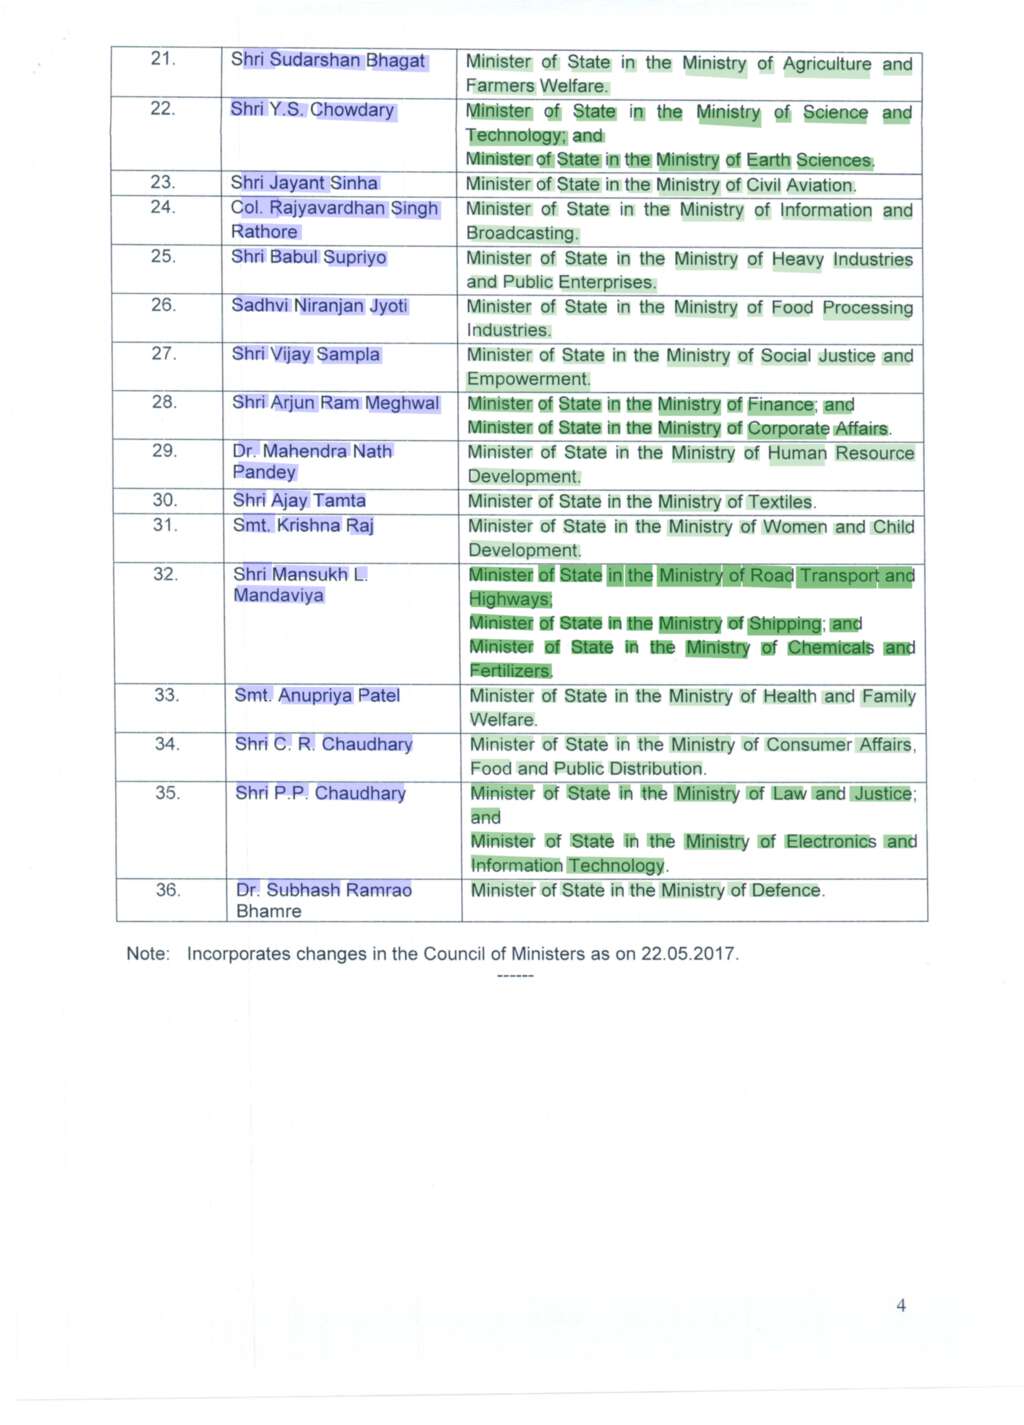 21. Shri Sudarshan Bhagat Minister of State in the Ministry of Agriculture and
Farmers Welfare.
22. Shri Y.S. Chowdary Minister of State in the Ministry of Science and
Technology; and
Minister of State in the Ministry of Earth Sciences.
23. Shri Jayant Sinha Minister of State in the Ministry of Civil Aviation.
24. Col. Rajyavardhan Singh Minister of State in the Ministry of Information and
Rathore Broadcasting.
25. Shri Babul Supriyo Minister of State in the Ministry of Heavy Industries
and Public Enterprises.
26. Sadhvi Niranjan Jyoti Minister of State in the Ministry of Food Processing
Industries.
27. Shri Vijay Sampla Minister of State in the Ministry of Social Justice and
Empowerment.
28. Shri Arjun Ram Meghwal Minister of State in the Ministry of Finance; and
Minister of State in the Ministry of Corporate Affairs.
29. Dr. Mahendra Nath Minister of State in the Ministry of Human Resource
Pandey Development.
30. Shri Ajay Tamta Minister of State in the Ministry of Textiles.
31. Smt. Krishna Raj Minister of State in the Ministry of Women and Child
Development.
32. Shri Mansukh L. Minister of State in the Ministry of Road Transport and
Mandaviya Highways;
Minister of State in the Ministry of Shipping; and
Minister of State in the Ministry of Chemicals and
Fertilizers.
33. Smt. Anupriya Patel Minister of State in the Ministry of Health and Family
Welfare.
34. Shri C. R. Chaudhary Minister of State in the Ministry of Consumer Affairs,
Food and Public Distribution.
35. Shri P.P. Chaudhary Minister of State in the Ministry of Law and Justice;
and
Minister of State in the Ministry of Electronics and
Information Technology.
36. Dr. Subhash Ramrao Minister of State in the Ministry of Defence.
Bhamre
Note: Incorporates changes in the Council of Ministers as on 22.05.2017.
------
4